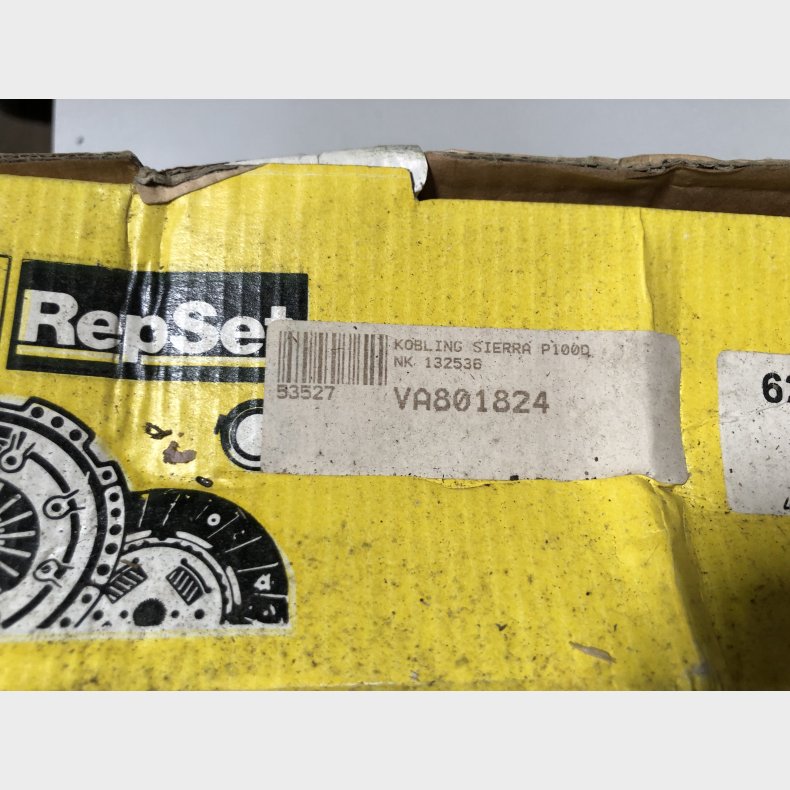 RepSet
KOBLING SIERRA P100D
NK 132536
53527
VA801824